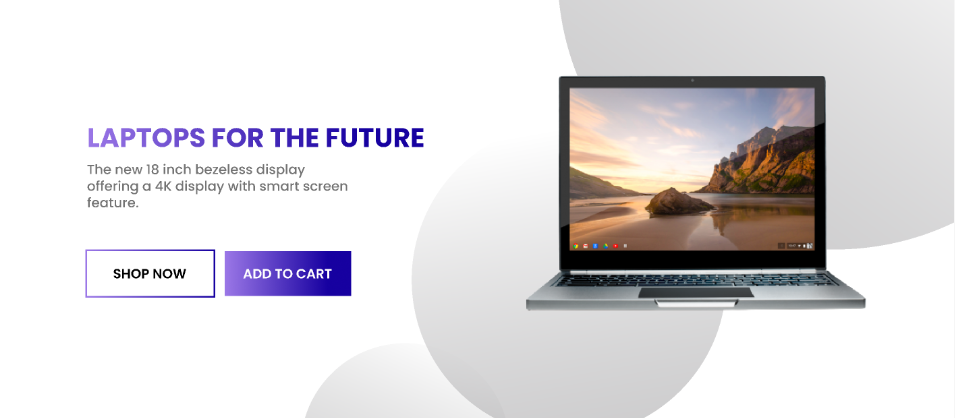 LAPTOPS FOR THE FUTURE
The new 18 inch bezeless display
offering a 4K display with smart screen
feature.
SHOP NOW
ADD TO CART